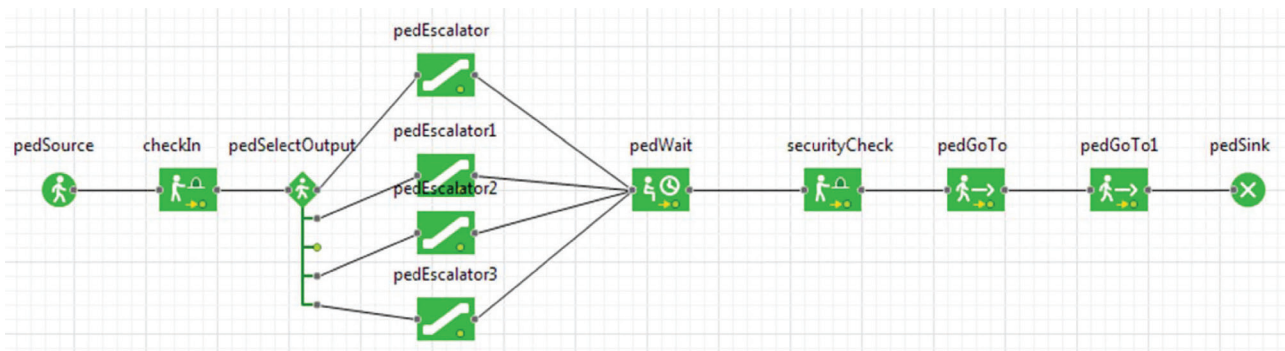 pedEscalator
pedSource
checkIn
pedSelectOutput
pedEscalator1
pedEscalator2
pedEscalator3
pedWait
securityCheck
pedGoTo
pedGoTo1
pedSink